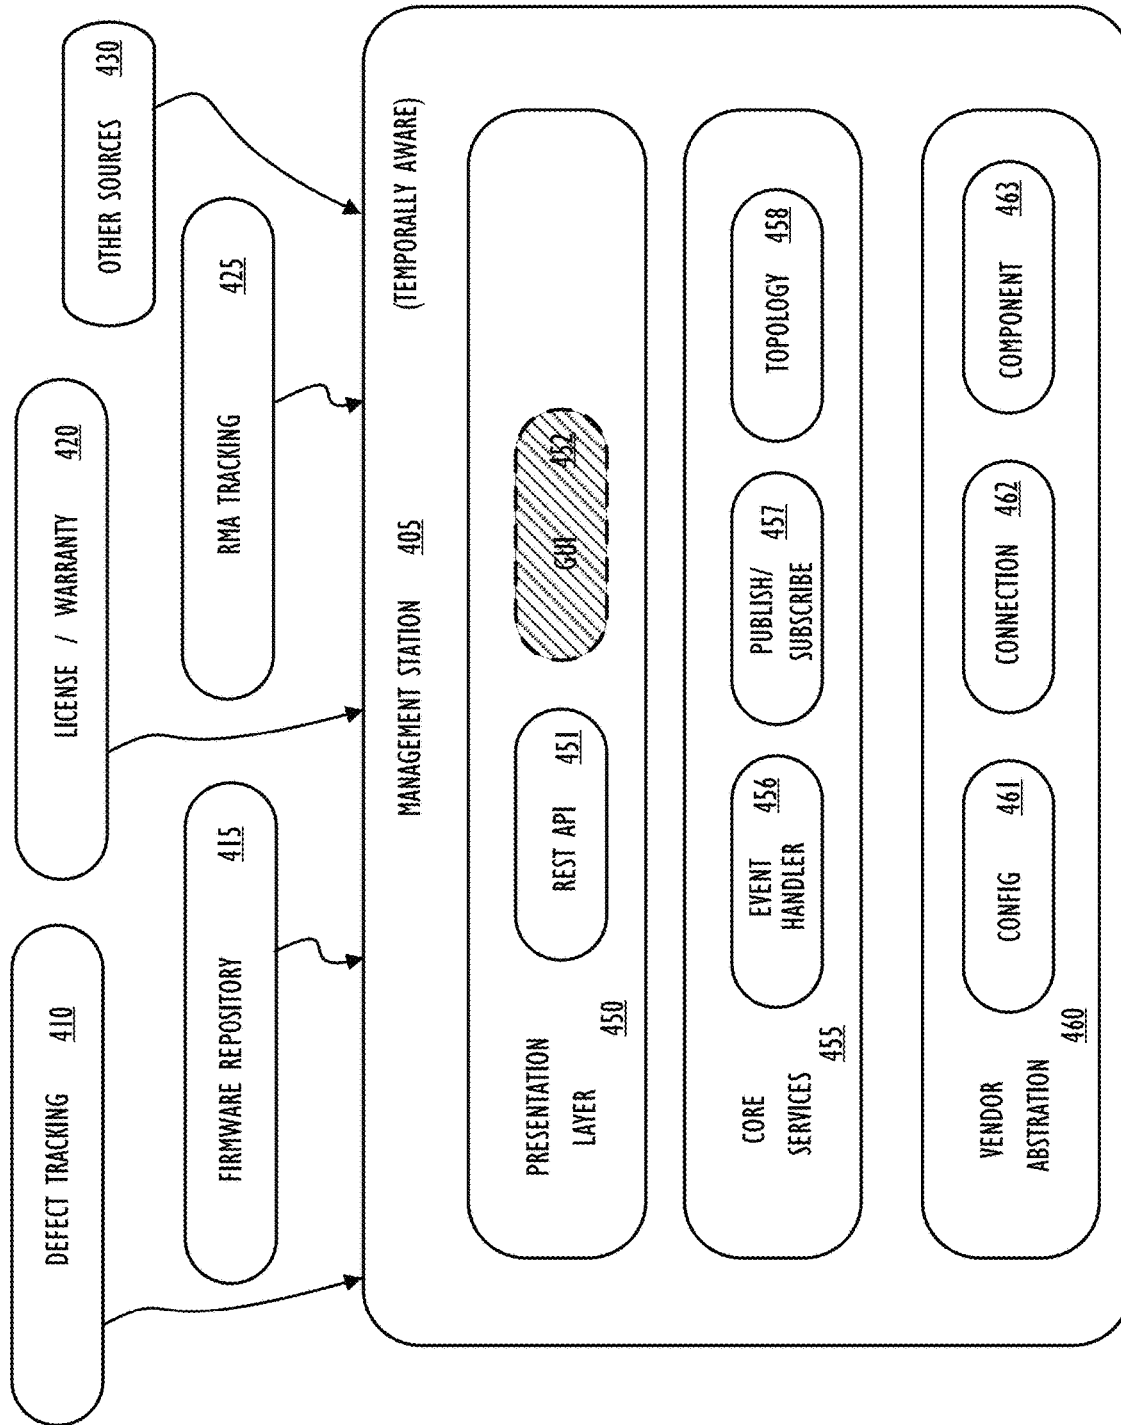 DEFECT TRACKING 410
LICENSE / WARRANTY 420
OTHER SOURCES 430
FIRMWARE REPOSITORY 415
RMA TRACKING 425
MANAGEMENT STATION 405 (TEMPORALLY AWARE)
PRESENTATION
LAYER
450
REST API 451
GUI 452
CORE
SERVICES
455
EVENT
HANDLER
456
PUBLISH/
SUBSCRIBE
457
TOPOLOGY 458
VENDOR
ABSTRATION
460
CONFIG 461
CONNECTION 462
COMPONENT 463